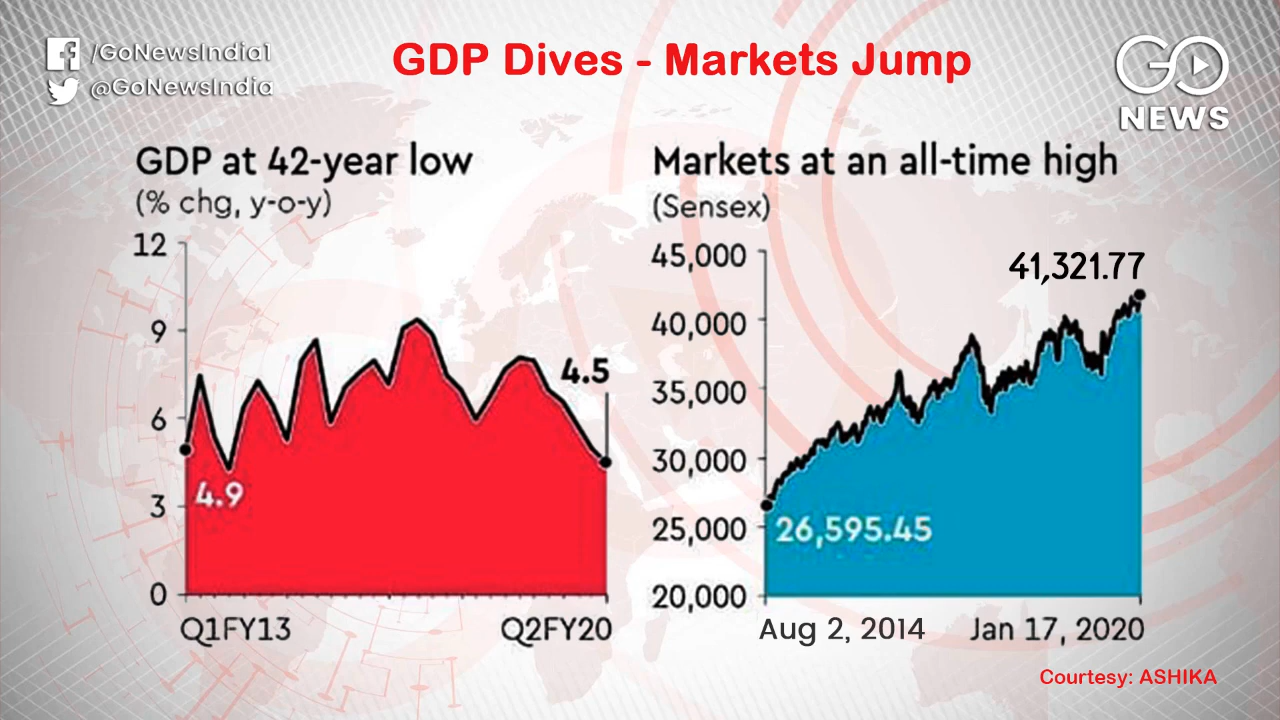 /GoNewsIndia1
@GoNewsIndia
GDP Dives - Markets Jump
GO
NEWS
GDP at 42-year low
(% chg, y-o-y)
12
9
6
3
0
4.5
4.9
Q1FY13
Q2FY20
Markets at an all-time high
(Sensex)
45,000
40,000
35,000
30,000
25,000
20,000
41,321.77
26,595.45
Aug 2, 2014
Jan 17, 2020
Courtesy: ASHIKA